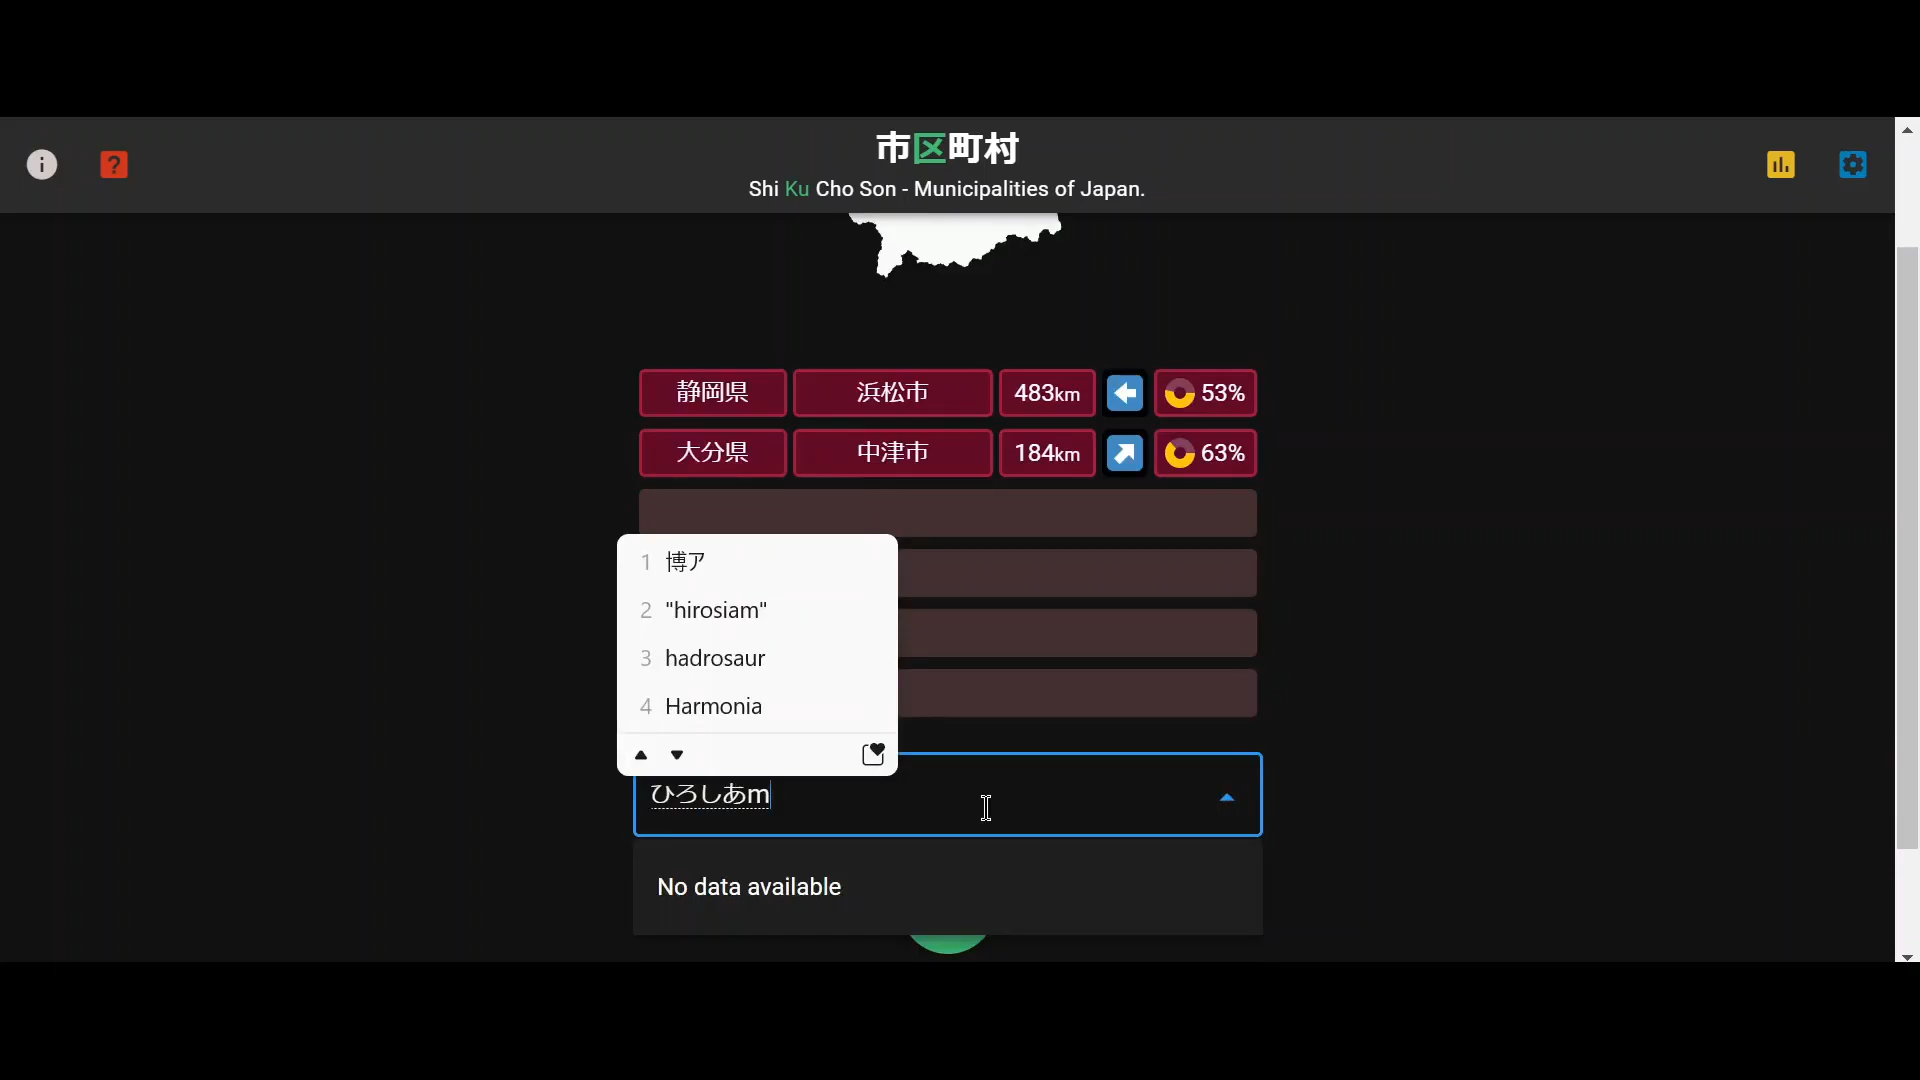 市区町村
Shi Ku Cho Son - Municipalities of Japan.
静岡県 浜松市 483km 53%
大分県 中津市 184km 63%
1 博ア
2 "hirosiam"
3 hadrosaur
4 Harmonia
ひろしあm
No data available